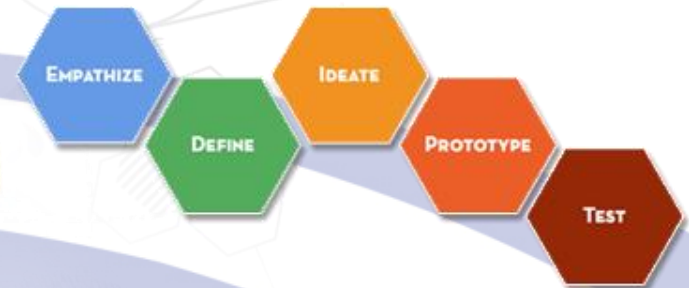 EMPATHIZE
DEFINE
IDEATE
PROTOTYPE
TEST